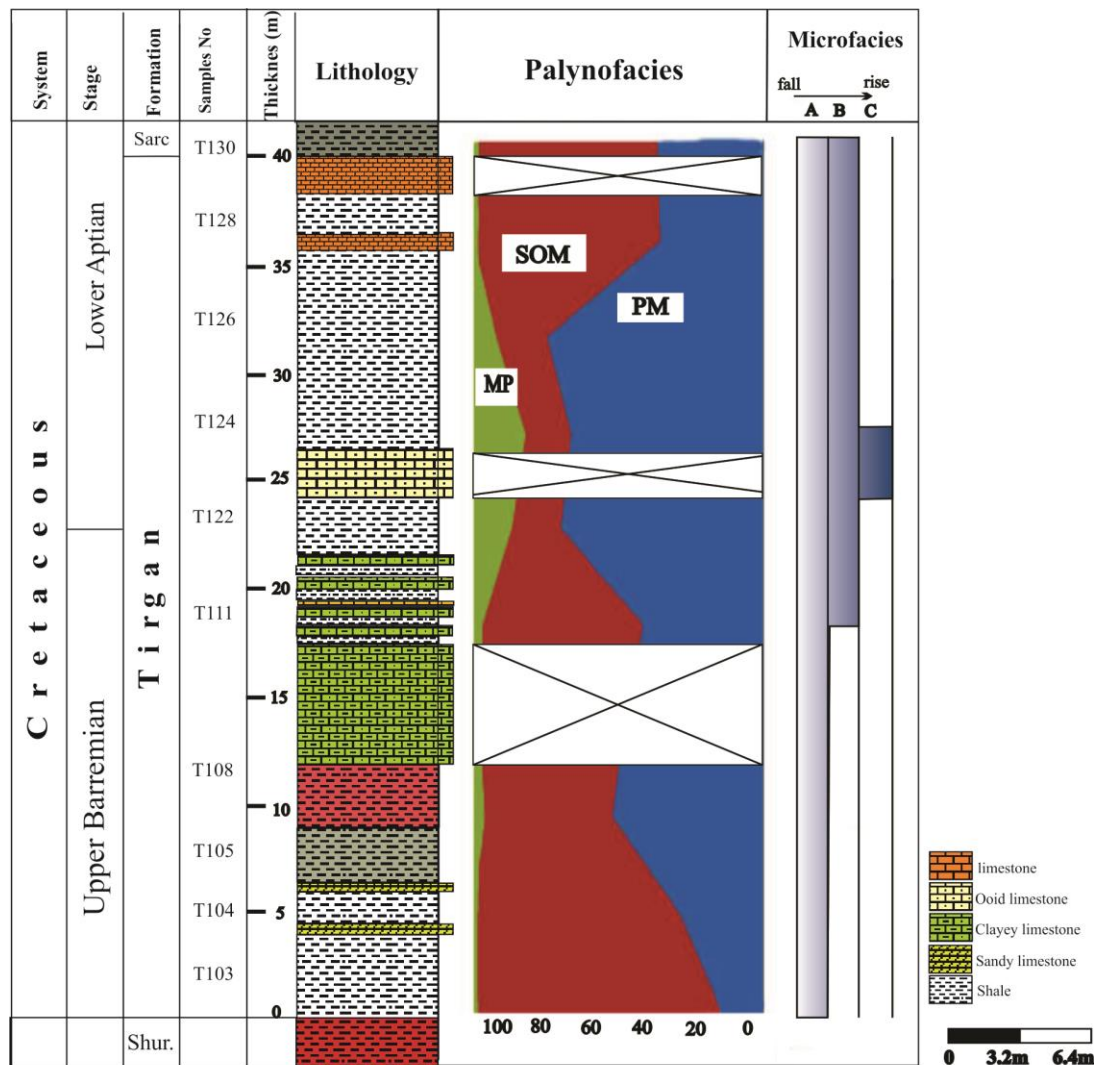 System
Stage
Formation
Samples No
Thicknes (m)
Lithology
Palynofacies
Microfacies
fall rise
A B C
Cretaceous
Lower Aptian
Upper Barremian
Sarc
Tirgan
Shur.
T130
T128
T126
T124
T122
T111
T108
T105
T104
T103
40
35
30
25
20
15
10
5
0
SOM
PM
MP
100 80 60 40 20 0
limestone
Ooid limestone
Clayey limestone
Sandy limestone
Shale
0 3.2m 6.4m